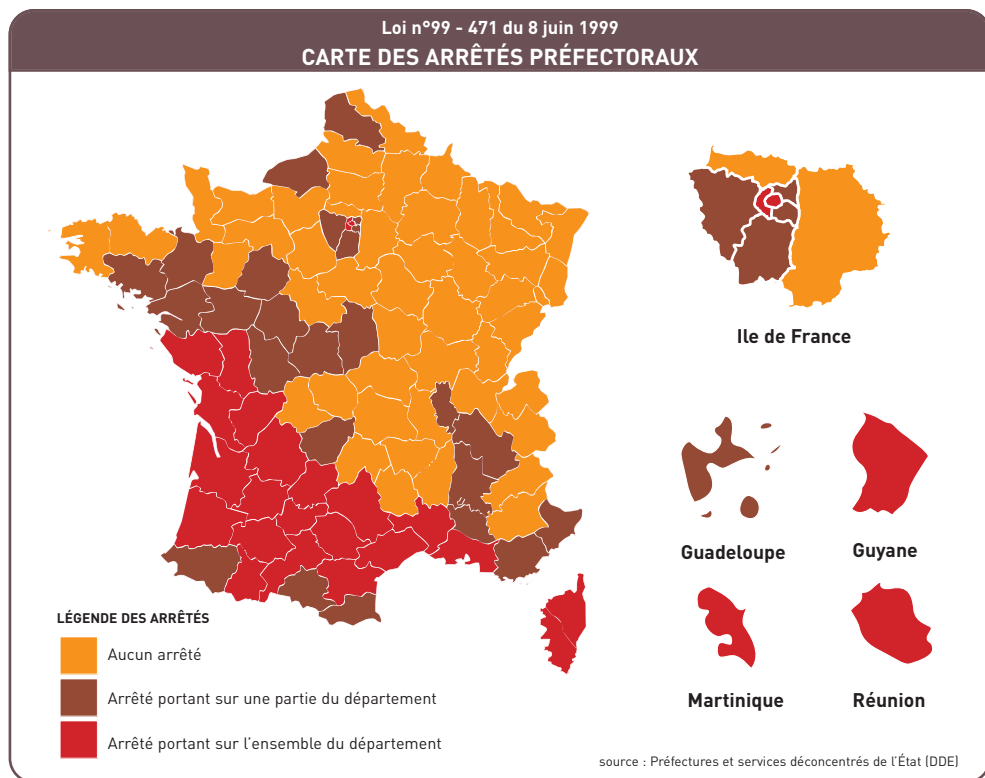 Loi n°99 - 471 du 8 juin 1999
CARTE DES ARRÊTÉS PRÉFECTORAUX
Ile de France
Guadeloupe
Guyane
Martinique
Réunion
LÉGENDE DES ARRÊTÉS
Aucun arrêté
Arrêté portant sur une partie du département
Arrêté portant sur l'ensemble du département
source : Préfectures et services déconcentrés de l'État (DDE)